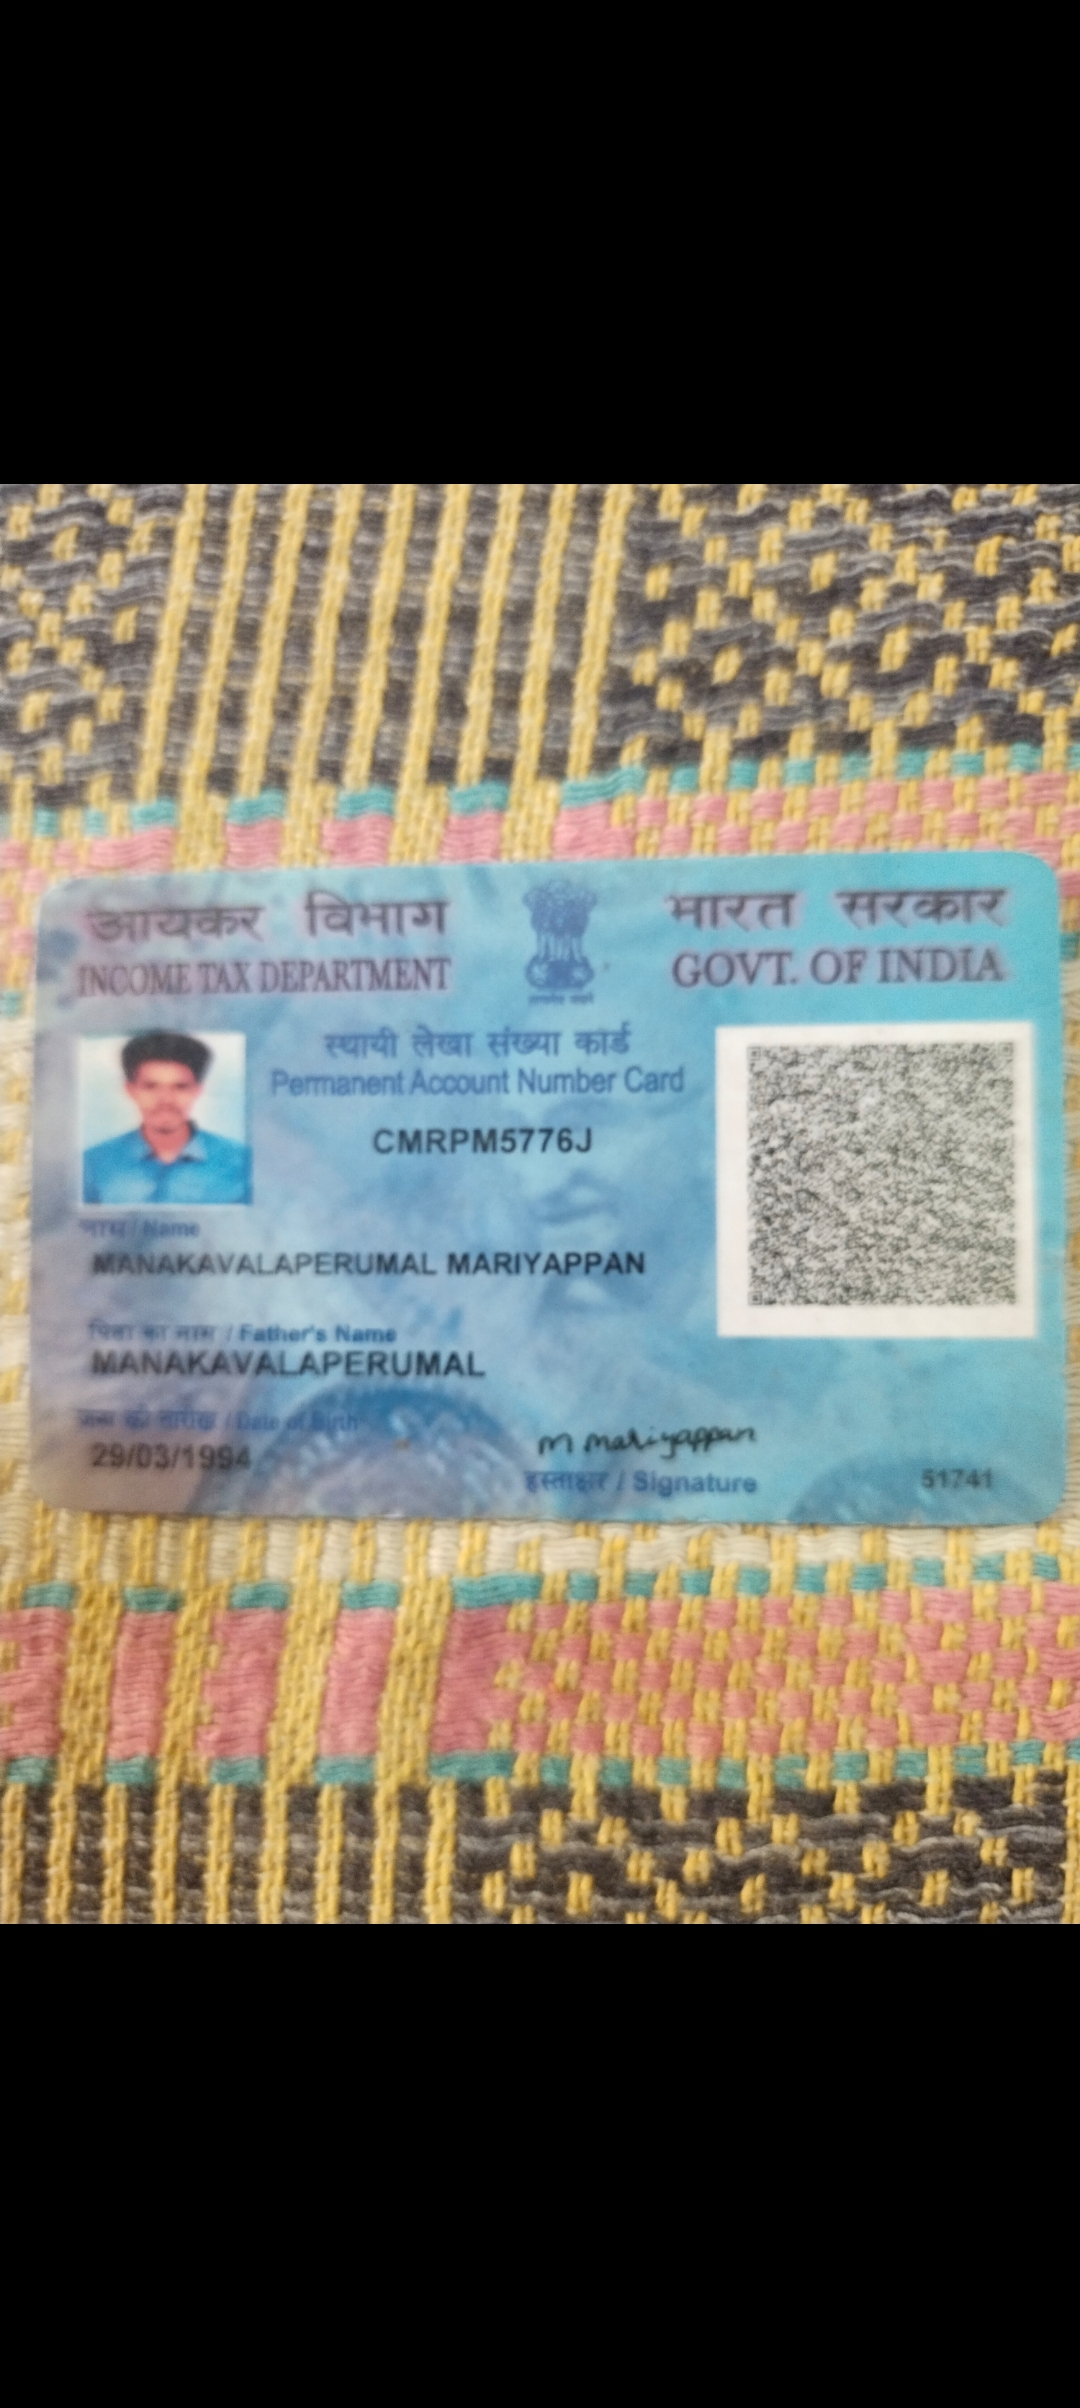 आयकर विभाग
INCOME TAX DEPARTMENT
भारत सरकार
GOVT. OF INDIA
स्थायी लेखा संख्या कार्ड
Permanent Account Number Card
CMRPM5776J
नाम / Name
MANAKAVALAPERUMAL MARIYAPPAN
पिता का नाम / Father's Name
MANAKAVALAPERUMAL
जन्म की तारीख / Date of Birth
29/03/1994
m mariyappan
हस्ताक्षर / Signature
51741